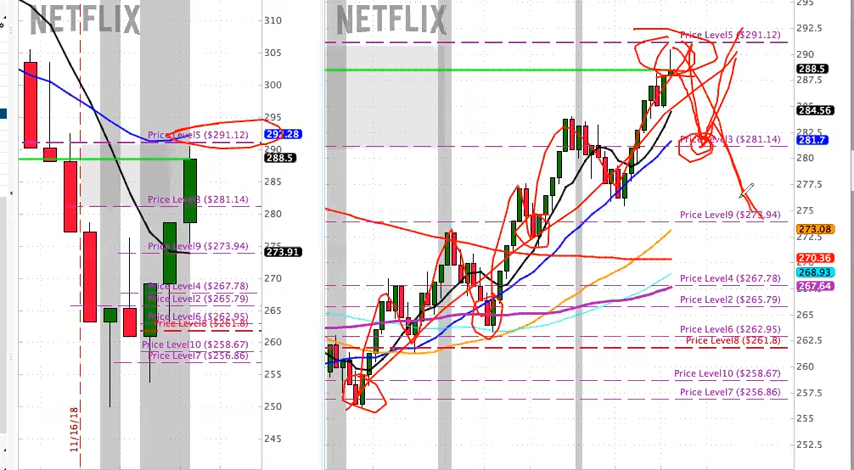 NETFLIX
310
305
300
295
290
285
280
275
270
265
260
255
250
245
Price Level5 ($291.12)
Price Level3 ($281.14)
Price Level9 ($273.94)
Price Level4 ($267.78)
Price Level2 ($265.79)
Price Level6 ($262.95)
Price Level8 ($261.8)
Price Level10 ($258.67)
Price Level7 ($256.86)
288.5
273.91
11/16/18
NETFLIX
295
292.5
290
287.5
282.5
280
277.5
275
272.5
265
262.5
260
257.5
255
252.5
Price Level5 ($291.12)
Price Level3 ($281.14)
Price Level9 ($273.94)
Price Level4 ($267.78)
Price Level2 ($265.79)
Price Level6 ($262.95)
Price Level8 ($261.8)
Price Level10 ($258.67)
Price Level7 ($256.86)
288.5
284.56
281.7
273.08
270.36
268.93
267.64